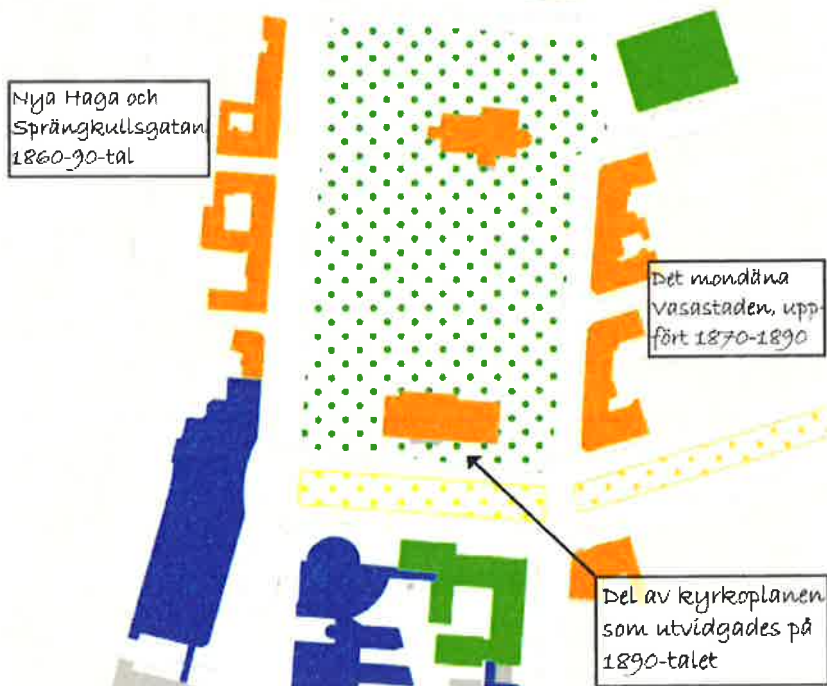 Nya Haga och
Sprängkullsgatan
1860-90-tal
Det mondäna
Vasastaden, upp-
fört 1870-1890
Del av kyrkoplanen
som utvidgades på
1890-talet